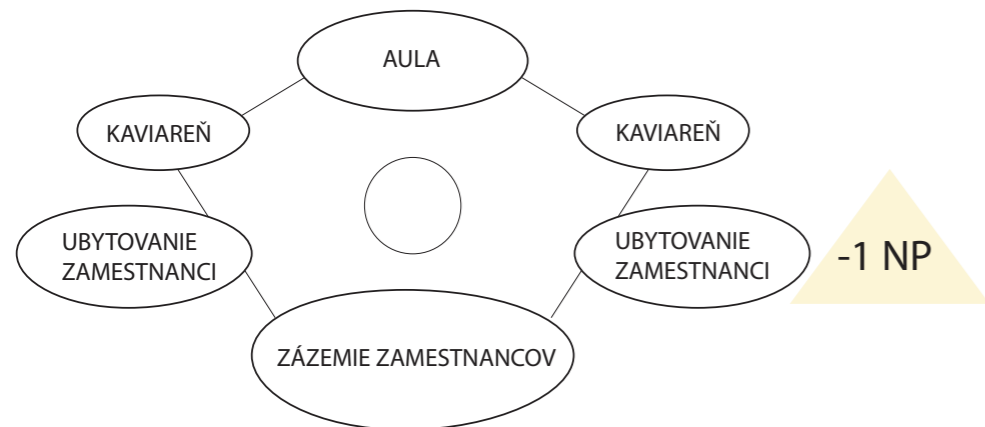 AULA
KAVIAREŇ
KAVIAREŇ
UBYTOVANIE
ZAMESTNANCI
UBYTOVANIE
ZAMESTNANCI
-1 NP
ZÁZEMIE ZAMESTNANCOV